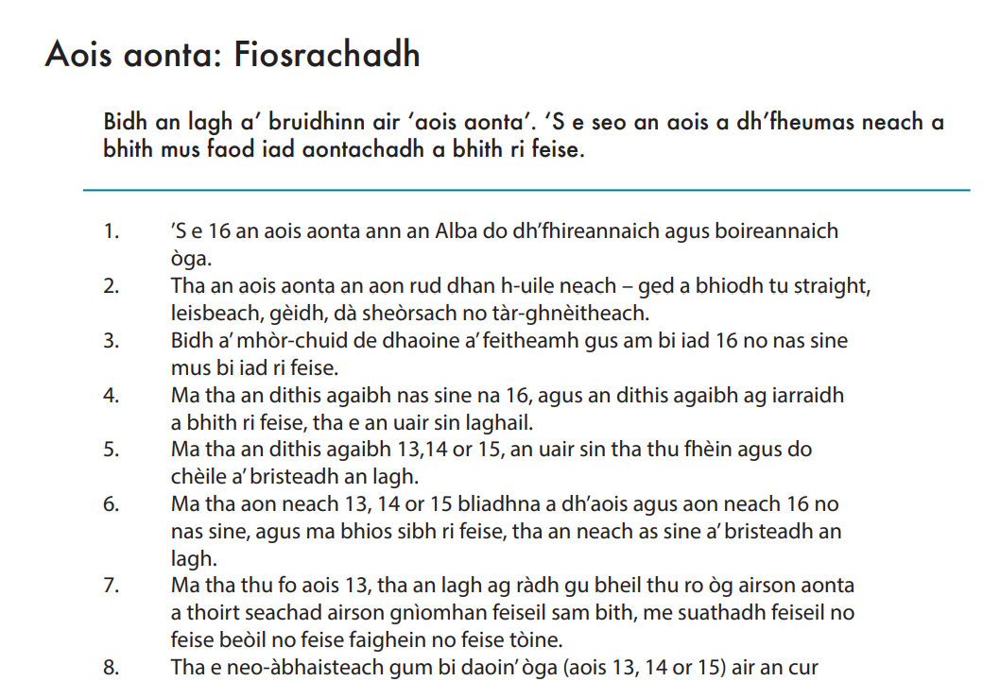 Aois aonta: Fiosrachadh
Bidh an lagh a’ bruidhinn air ‘aois aonta’. ‘S e seo an aois a dh’fheumas neach a
bhith mus faod iad aontachadh a bhith ri feise.
1. ’S e 16 an aois aonta ann an Alba do dh’fhireannaich agus boireannaich
òga.
2. Tha an aois aonta an aon rud dhan h-uile neach – ged a bhiodh tu straight,
leisbeach, gèidh, dà sheòrsach no tàr-ghnèitheach.
3. Bidh a’ mhòr-chuid de dhaoine a’ feitheamh gus am bi iad 16 no nas sine
mus bi iad ri feise.
4. Ma tha an dithis agaibh nas sine na 16, agus an dithis agaibh ag iarraidh
a bhith ri feise, tha e an uair sin laghail.
5. Ma tha an dithis agaibh 13,14 or 15, an uair sin tha thu fhèin agus do
chèile a’ bristeadh an lagh.
6. Ma tha aon neach 13, 14 or 15 bliadhna a dh’aois agus aon neach 16 no
nas sine, agus ma bhios sibh ri feise, tha an neach as sine a’ bristeadh an
lagh.
7. Ma tha thu fo aois 13, tha an lagh ag ràdh gu bheil thu ro òg airson aonta
a thoirt seachad airson gnìomhan feiseil sam bith, me suathadh feiseil no
feise beòil no feise faighein no feise tòine.
8. Tha e neo-àbhaisteach gum bi daoin’ òga (aois 13, 14 or 15) air an cur